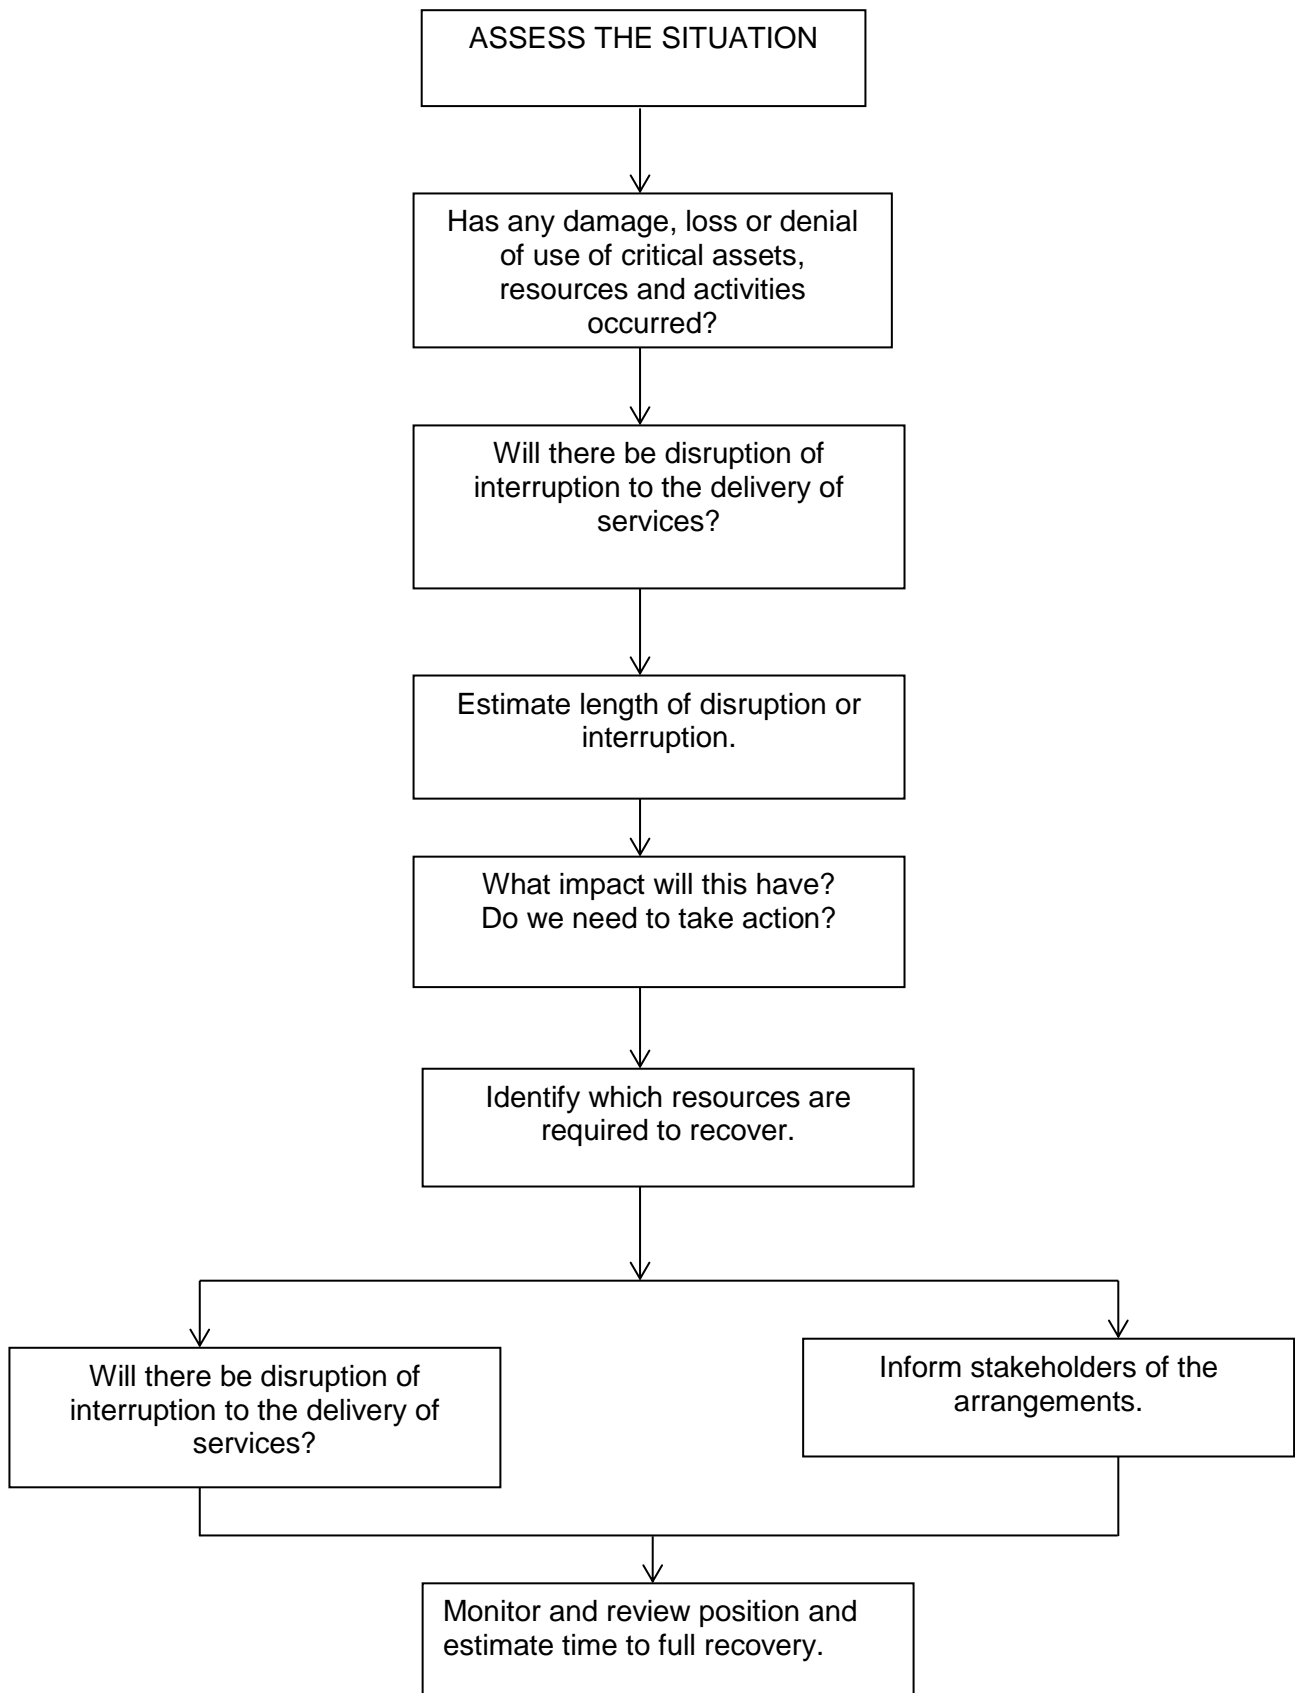 ASSESS THE SITUATION
Has any damage, loss or denial
of use of critical assets,
resources and activities
occurred?
Will there be disruption of
interruption to the delivery of
services?
Estimate length of disruption or
interruption.
What impact will this have?
Do we need to take action?
Identify which resources are
required to recover.
Will there be disruption of
interruption to the delivery of
services?
Inform stakeholders of the
arrangements.
Monitor and review position and
estimate time to full recovery.